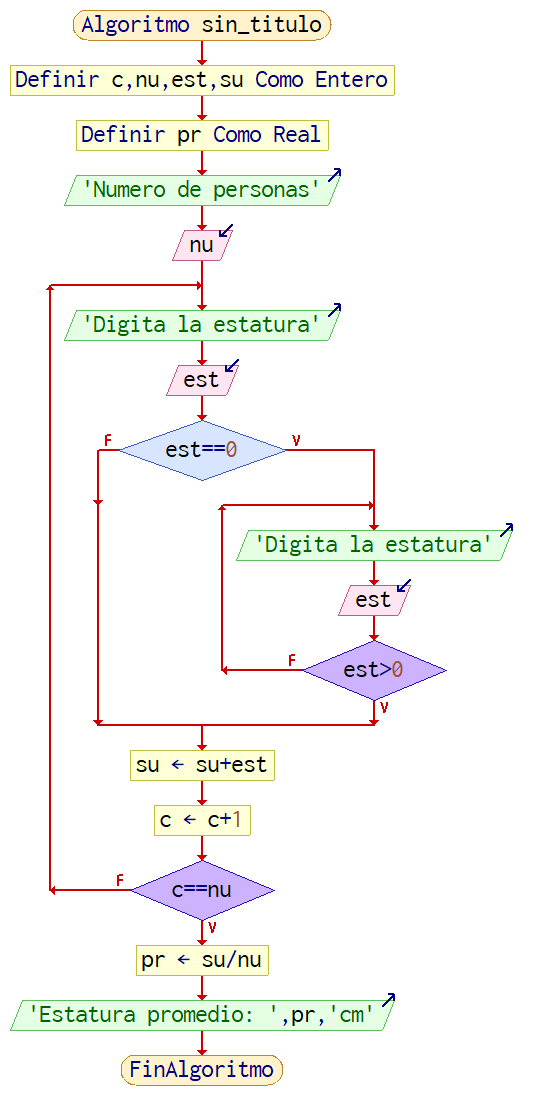 Algoritmo sin_titulo
Definir c,nu,est,su Como Entero
Definir pr Como Real
'Numero de personas'
nu
'Digita la estatura'
est
F
est==0
V
'Digita la estatura'
est
F
est>0
V
su ← su+est
c ← c+1
F
c==nu
V
pr ← su/nu
'Estatura promedio: ',pr,'cm'
FinAlgoritmo